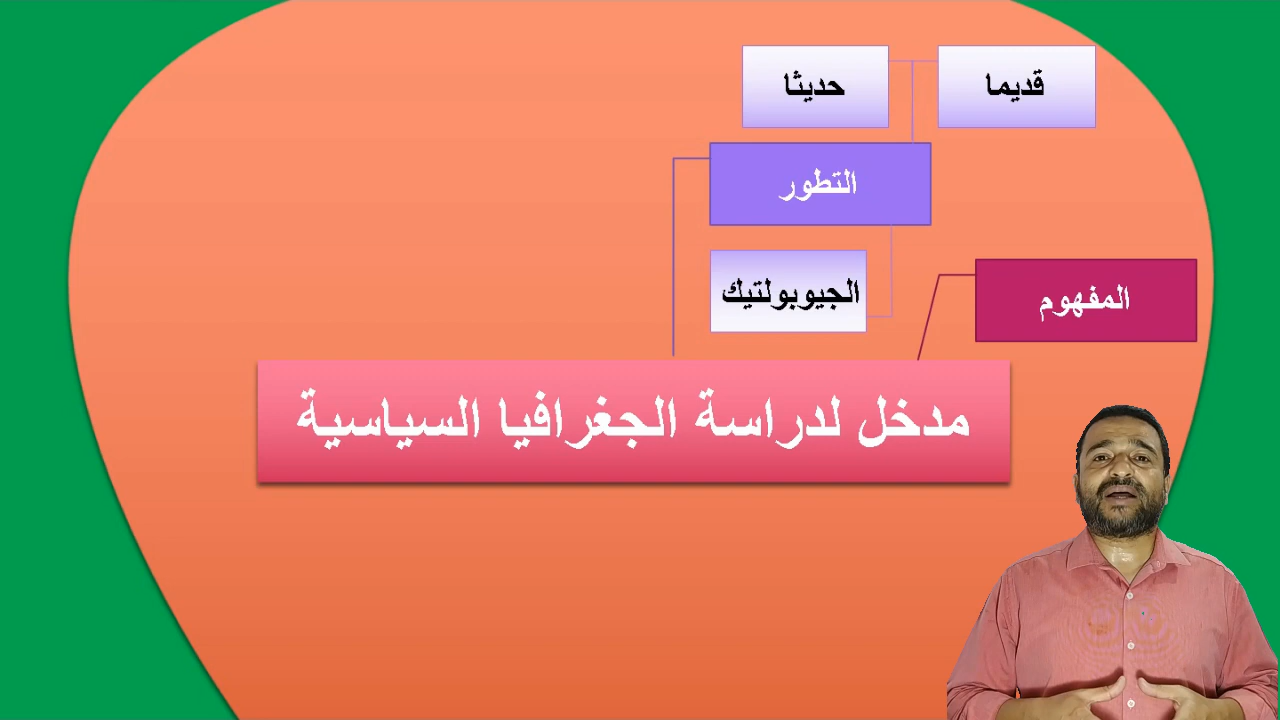 قديما
حديثا
التطور
الجيوبولتيك
المفهوم
مدخل لدراسة الجغرافيا السياسية